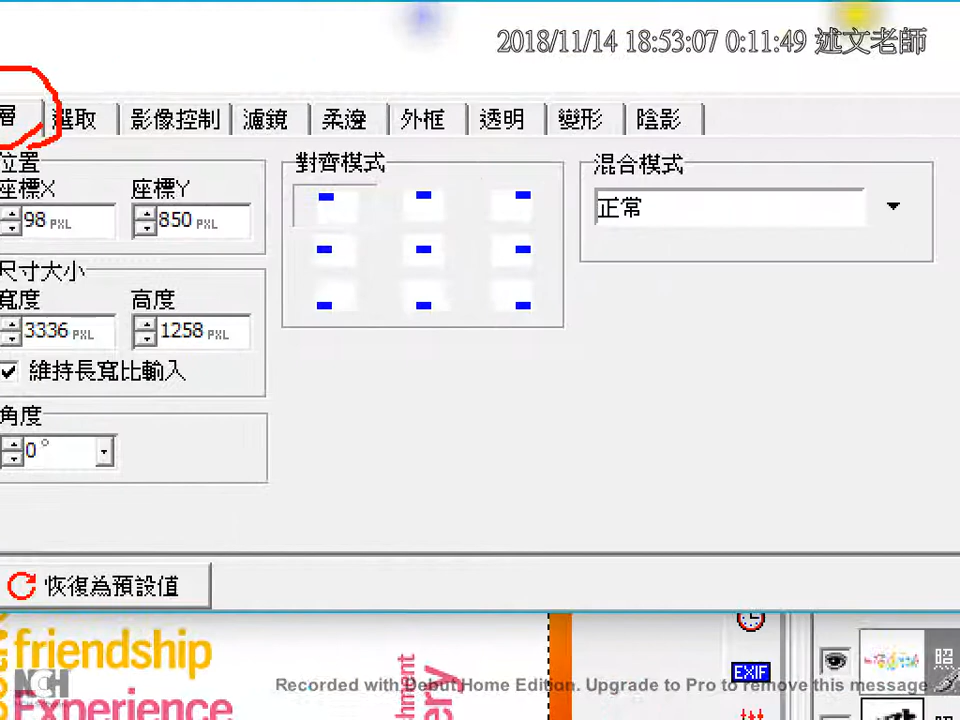 2018/11/14 18:53:07 0:11:49 述文老師
層 選取 影像控制 濾鏡 柔邊 外框 透明 變形 陰影
位置 對齊模式 混合模式
座標X 座標Y
98 PXL 850 PXL 正常
尺寸大小
寬度 高度
3336 PXL 1258 PXL
維持長寬比輸入
角度
0°
恢復為預設值
friendship
EXIF
照
NCH
Recorded with Debut Home Edition. Upgrade to Pro to remove this message
Experience